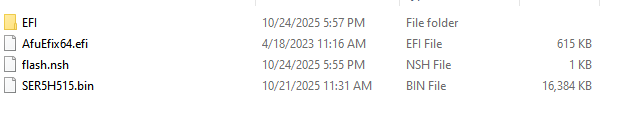 EFI 10/24/2025 5:57 PM File folder
AfuEfix64.efi 4/18/2023 11:16 AM EFI File 615 KB
flash.nsh 10/24/2025 5:55 PM NSH File 1 KB
SER5H515.bin 10/21/2025 11:31 AM BIN File 16,384 KB